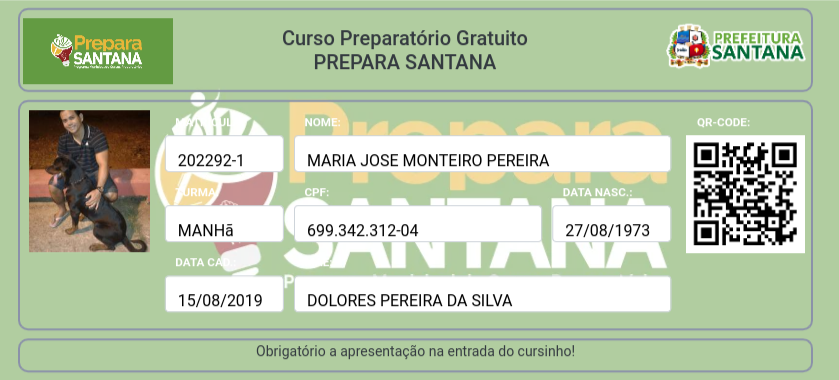 Prepara
SANTANA
Curso Preparatório Gratuito
PREPARA SANTANA
PREFEITURA
SANTANA
NOME:
QR-CODE:
202292-1
MARIA JOSE MONTEIRO PEREIRA
TURMA
CPF:
DATA NASC.:
MANHã
699.342.312-04
27/08/1973
DATA CAD
15/08/2019
DOLORES PEREIRA DA SILVA
Prepara
SANTANA
Obrigatório a apresentação na entrada do cursinho!